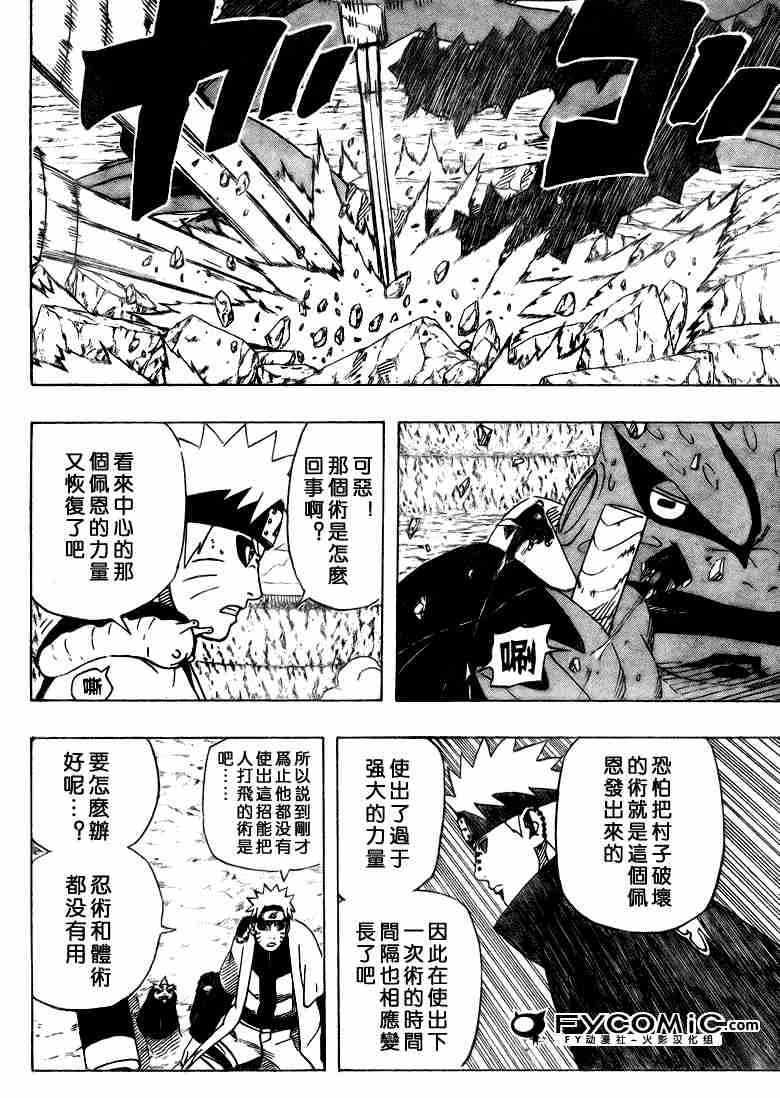 ゴ
ガ
可惡！
那個術是怎麼
回事啊？
看來中心的那
個佩恩的力量
又恢復了吧
唰
嘶
恐怕把村子破壞
的術就是這個佩
恩發出來的
使出了過于
强大的力量
因此在使出下
一次術的時間
間隔也相應變
長了吧
所以説到剛才
爲止他都没有
使出這招能把
人打飛的術是
吧……
要怎麼辦
好呢…？
忍術和體術
都没有用
FYCOMiC.com
FY动漫社-火影汉化组